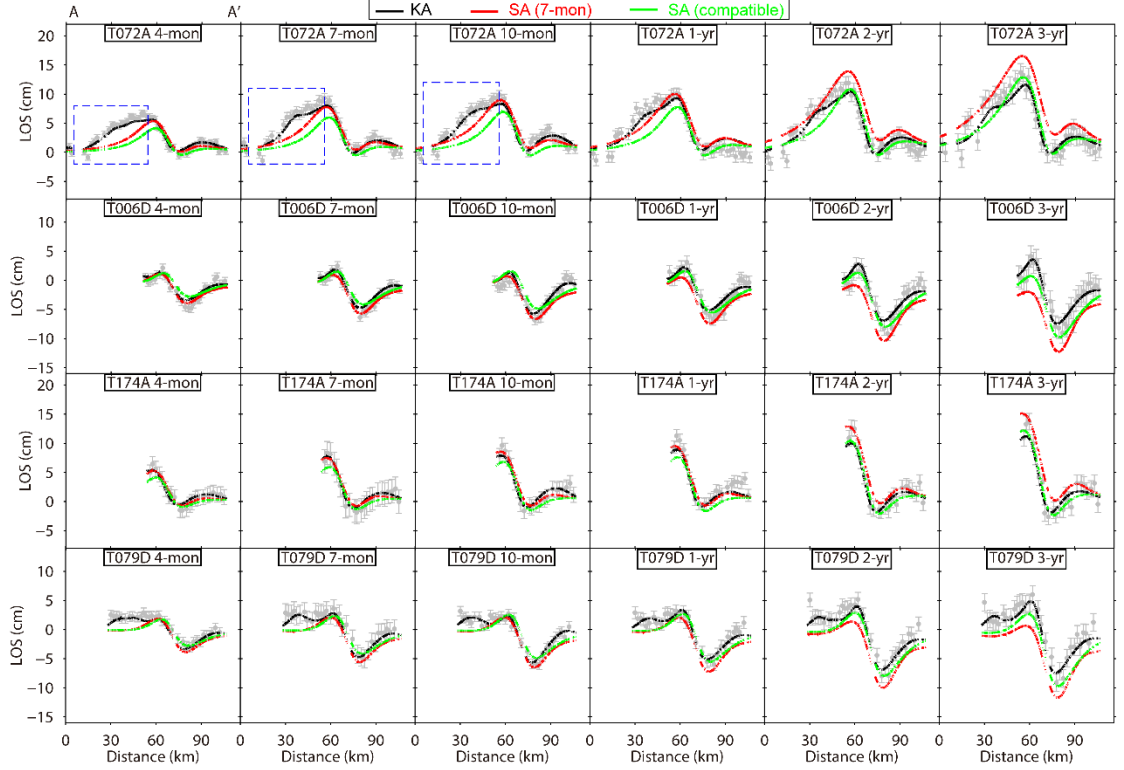 KA SA (7-mon) SA (compatible)
A A'
T072A 4-mon T072A 7-mon T072A 10-mon T072A 1-yr T072A 2-yr T072A 3-yr
20
15
10
5
0
−5
LOS (cm)
T006D 4-mon T006D 7-mon T006D 10-mon T006D 1-yr T006D 2-yr T006D 3-yr
10
5
0
−5
−10
−15
LOS (cm)
T174A 4-mon T174A 7-mon T174A 10-mon T174A 1-yr T174A 2-yr T174A 3-yr
20
15
10
5
0
−5
LOS (cm)
T079D 4-mon T079D 7-mon T079D 10-mon T079D 1-yr T079D 2-yr T079D 3-yr
10
5
0
−5
−10
−15
LOS (cm)
0 30 60 90 0 30 60 90 0 30 60 90 0 30 60 90 0 30 60 90 0 30 60 90
Distance (km) Distance (km) Distance (km) Distance (km) Distance (km) Distance (km)